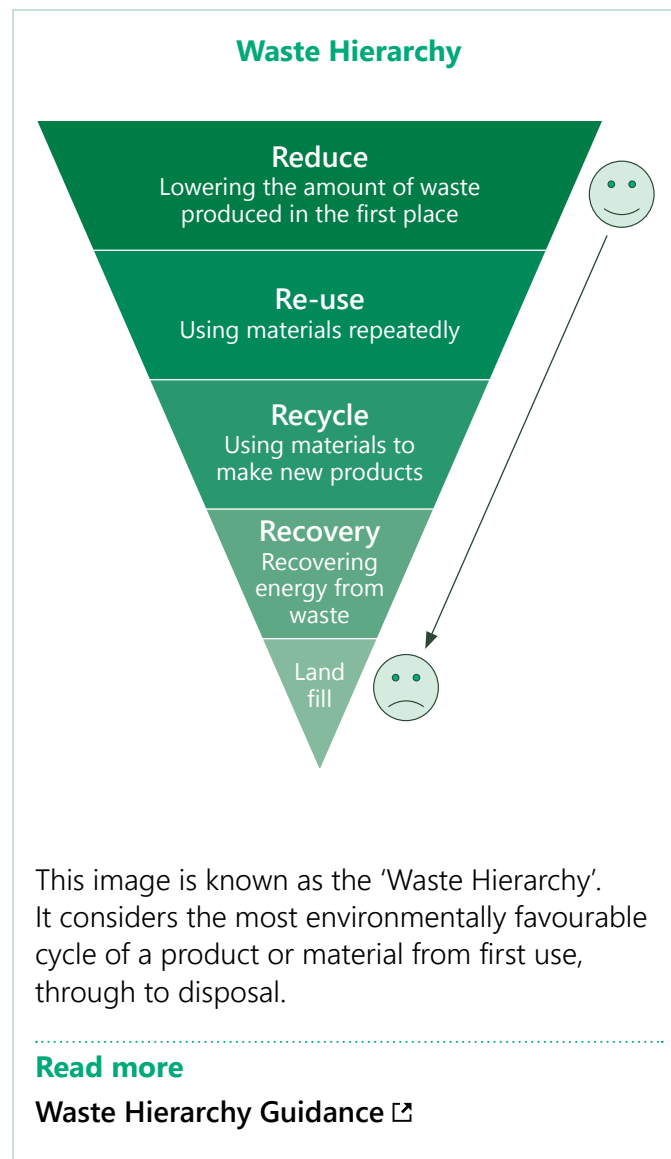 Waste Hierarchy
Reduce
Lowering the amount of waste
produced in the first place
Re-use
Using materials repeatedly
Recycle
Using materials to
make new products
Recovery
Recovering
energy from
waste
Land
fill
This image is known as the ‘Waste Hierarchy’.
It considers the most environmentally favourable
cycle of a product or material from first use,
through to disposal.
Read more
Waste Hierarchy Guidance